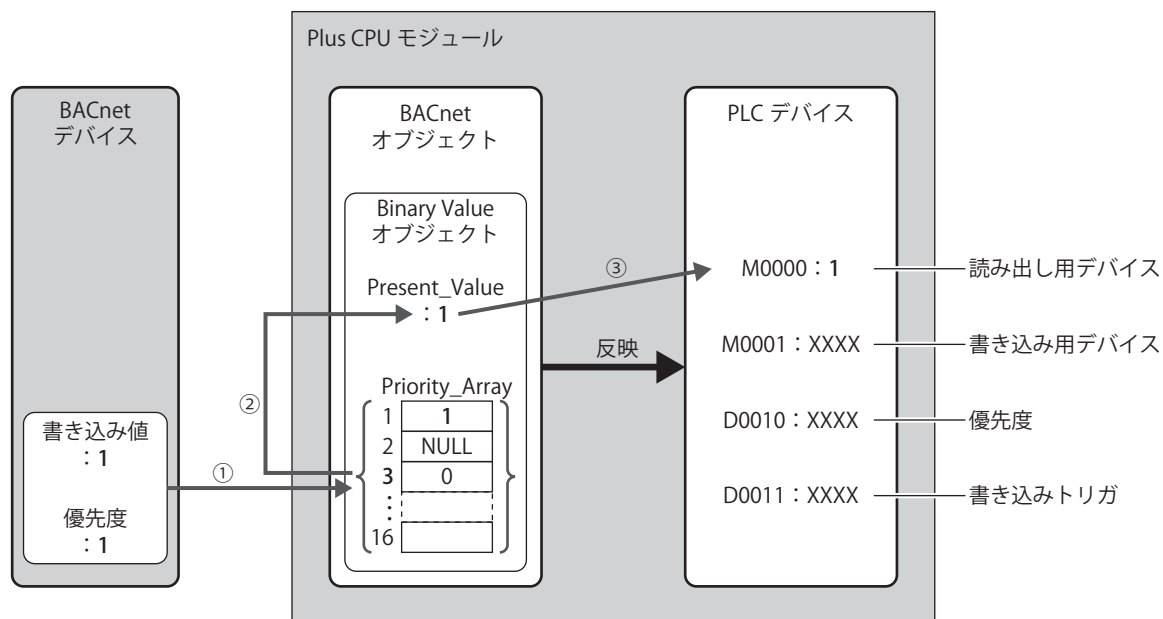 Plus CPU モジュール
BACnet
デバイス
書き込み値
：1
優先度
：1
①
②
BACnet
オブジェクト
Binary Value
オブジェクト
Present_Value
：1
Priority_Array
1 1
2 NULL
3 0
⋮
16
③
反映
PLC デバイス
M0000：1 読み出し用デバイス
M0001：XXXX 書き込み用デバイス
D0010：XXXX 優先度
D0011：XXXX 書き込みトリガ